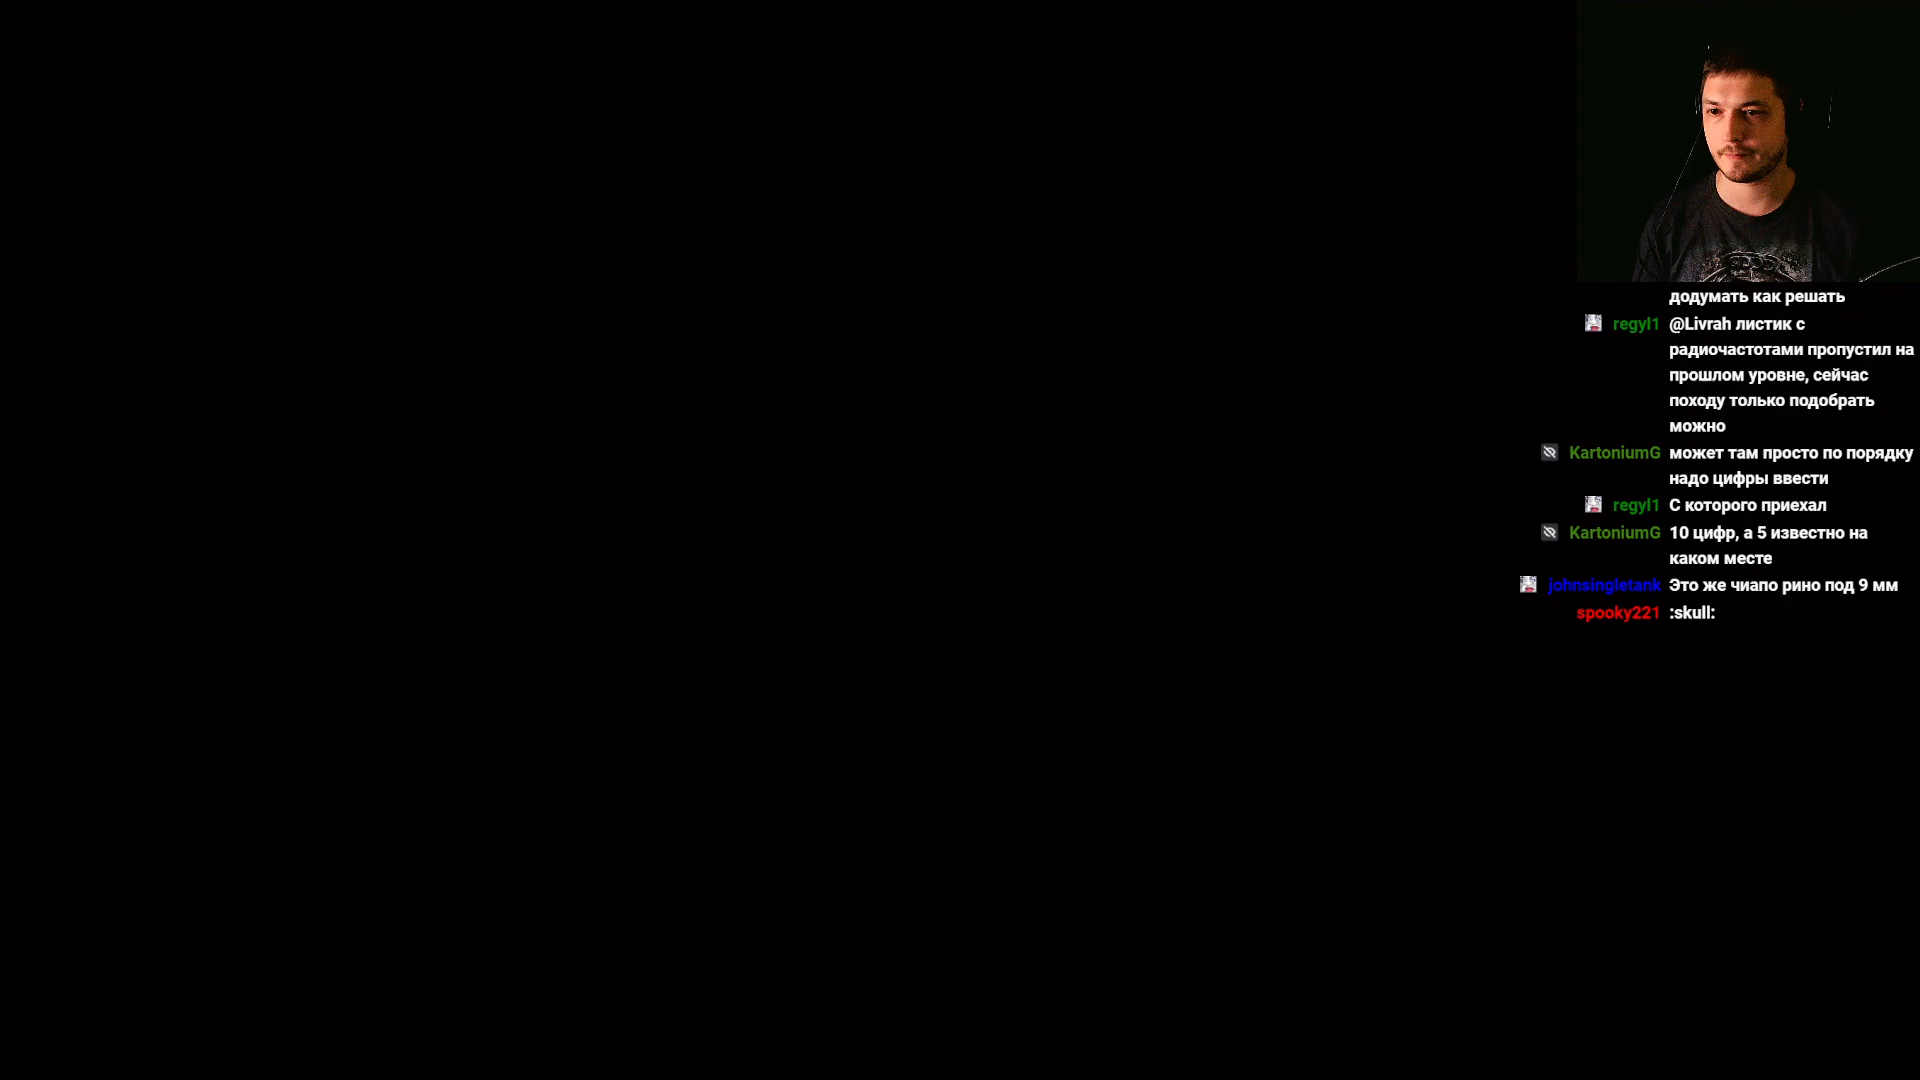 додумать как решать
regyl1 @Livrah листик с
радиочастотами пропустил на
прошлом уровне, сейчас
походу только подобрать
можно
KartoniumG может там просто по порядку
надо цифры ввести
regyl1 С которого приехал
KartoniumG 10 цифр, а 5 известно на
каком месте
johnsingletank Это же чиапо рино под 9 мм
spooky221 :skull: